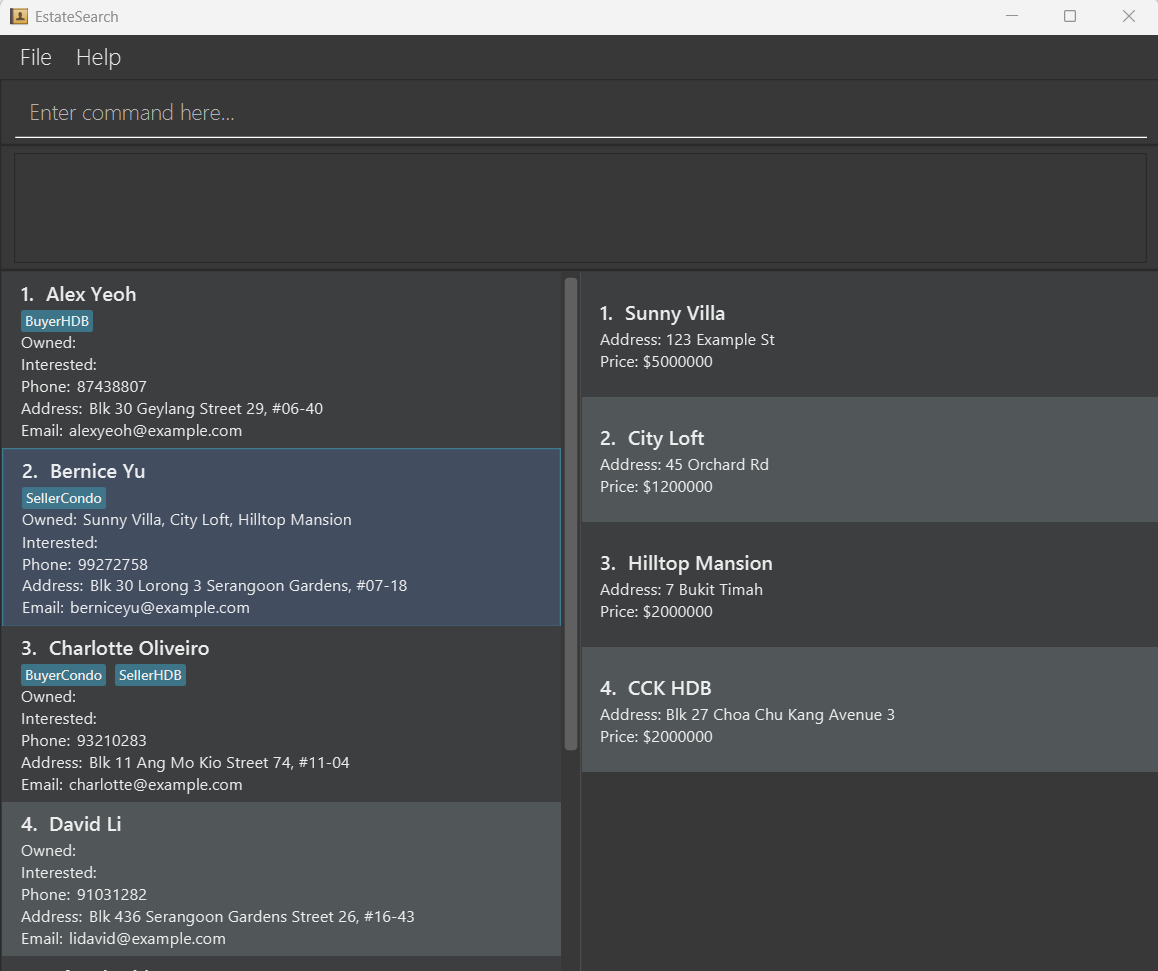 EstateSearch
File Help
Enter command here...
1. Alex Yeoh
BuyerHDB
Owned:
Interested:
Phone: 87438807
Address: Blk 30 Geylang Street 29, #06-40
Email: alexyeoh@example.com
2. Bernice Yu
SellerCondo
Owned: Sunny Villa, City Loft, Hilltop Mansion
Interested:
Phone: 99272758
Address: Blk 30 Lorong 3 Serangoon Gardens, #07-18
Email: berniceyu@example.com
3. Charlotte Oliveiro
BuyerCondo SellerHDB
Owned:
Interested:
Phone: 93210283
Address: Blk 11 Ang Mo Kio Street 74, #11-04
Email: charlotte@example.com
4. David Li
Owned:
Interested:
Phone: 91031282
Address: Blk 436 Serangoon Gardens Street 26, #16-43
Email: lidavid@example.com
1. Sunny Villa
Address: 123 Example St
Price: $5000000
2. City Loft
Address: 45 Orchard Rd
Price: $1200000
3. Hilltop Mansion
Address: 7 Bukit Timah
Price: $2000000
4. CCK HDB
Address: Blk 27 Choa Chu Kang Avenue 3
Price: $2000000